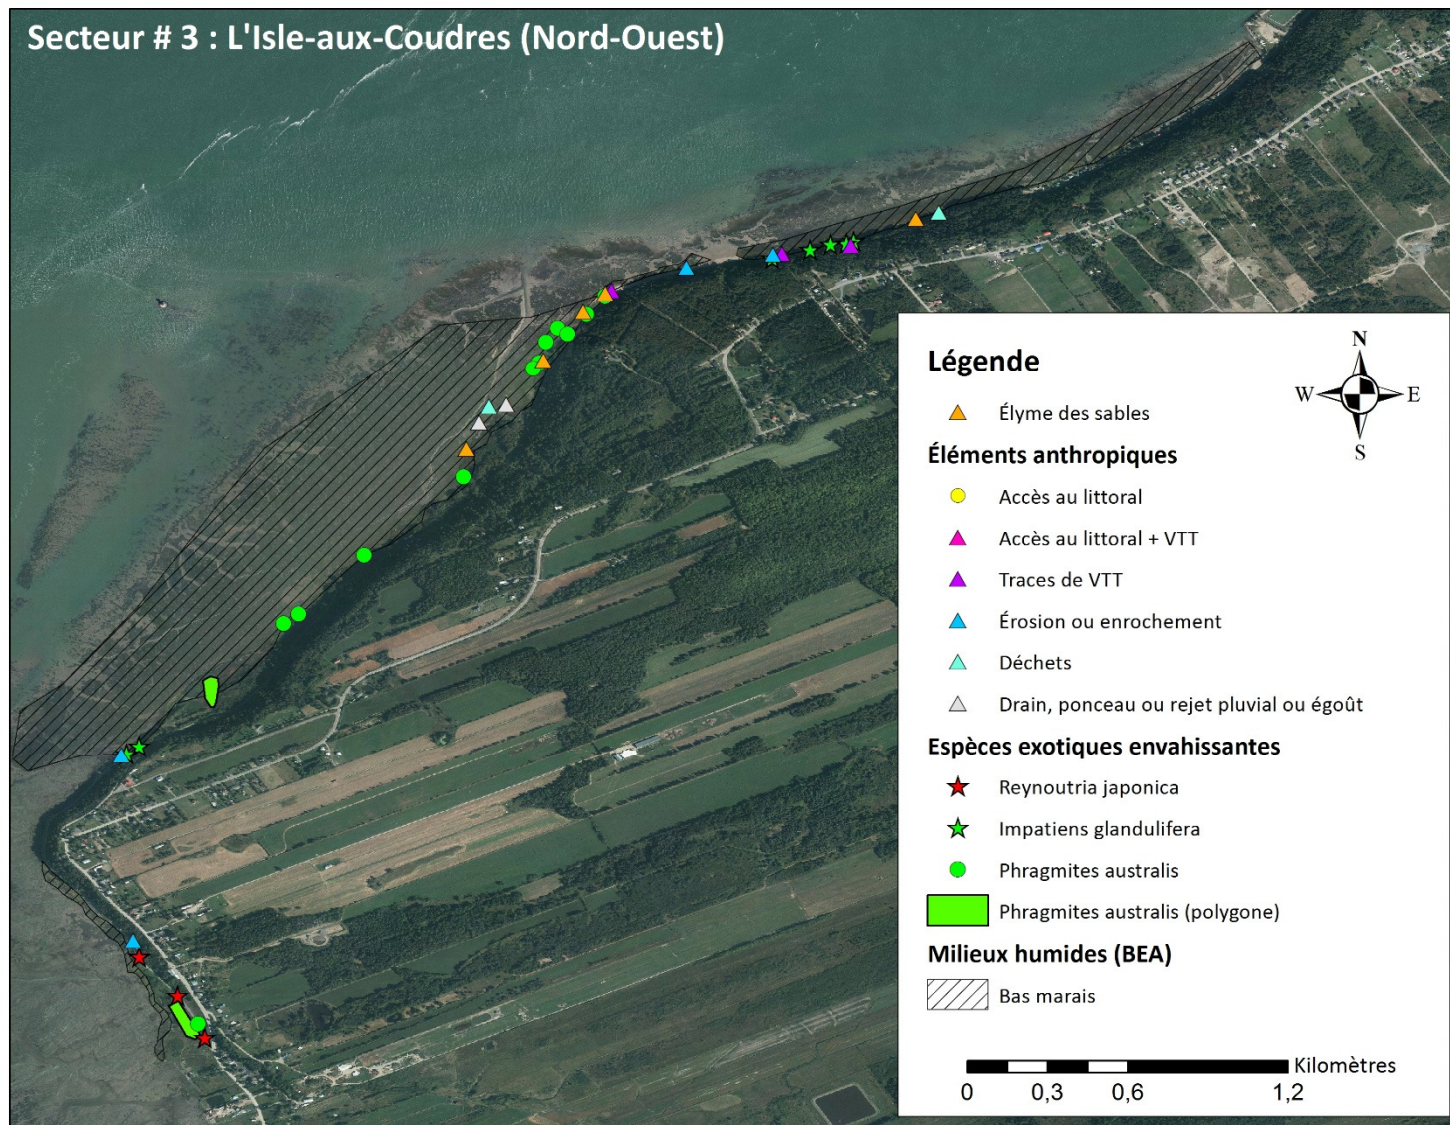 Secteur # 3 : L'Isle-aux-Coudres (Nord-Ouest)
Légende
N
W
E
S
Élyme des sables
Éléments anthropiques
Accès au littoral
Accès au littoral + VTT
Traces de VTT
Érosion ou enrochement
Déchets
Drain, ponceau ou rejet pluvial ou égoût
Espèces exotiques envahissantes
Reynoutria japonica
Impatiens glandulifera
Phragmites australis
Phragmites australis (polygone)
Milieux humides (BEA)
Bas marais
Kilomètres
0 0,3 0,6 1,2